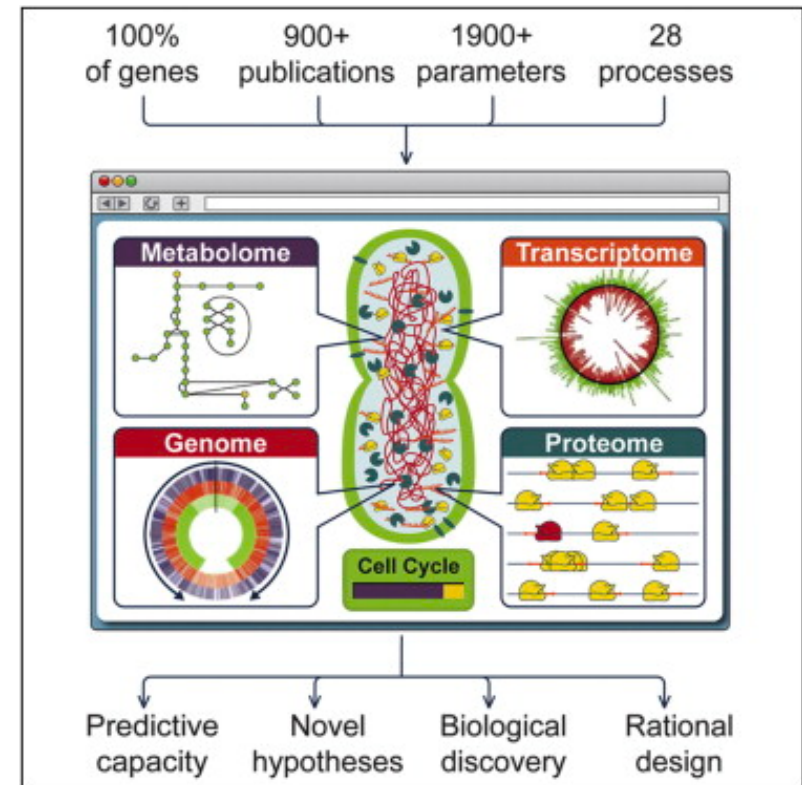 100%
of genes
900+
publications
1900+
parameters
28
processes
Metabolome
Transcriptome
Genome
Proteome
Cell Cycle
Predictive
capacity
Novel
hypotheses
Biological
discovery
Rational
design